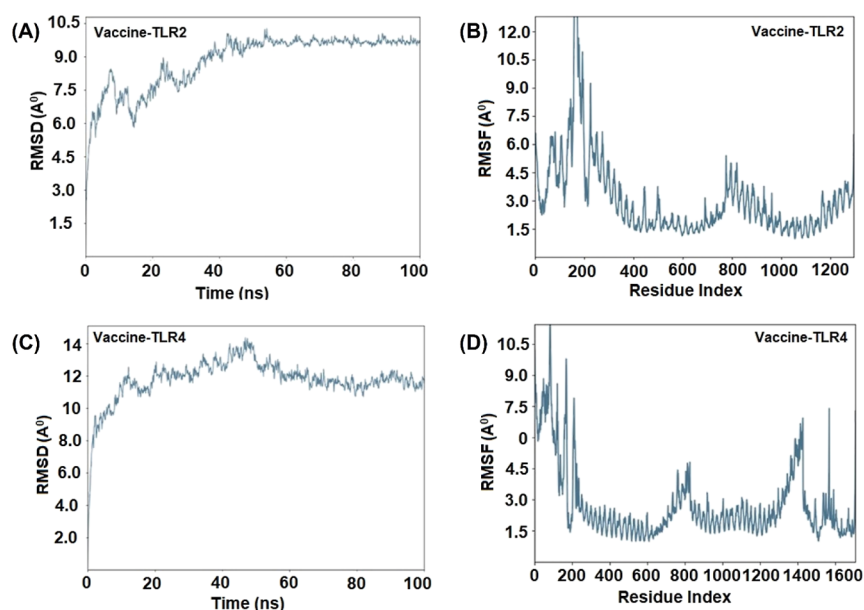 (A)
Vaccine-TLR2
RMSD (A⁰)
10.5
9.0
7.5
6.0
4.5
3.0
1.5
0 20 40 60 80 100
Time (ns)
(B)
Vaccine-TLR2
RMSF (A⁰)
12.0
10.5
9.0
7.5
6.0
4.5
3.0
1.5
0 200 400 600 800 1000 1200
Residue Index
(C)
Vaccine-TLR4
RMSD (A⁰)
14
12
10
8.0
6.0
4.0
2.0
0 20 40 60 80 100
Time (ns)
(D)
Vaccine-TLR4
RMSF (A⁰)
10.5
9.0
7.5
0
4.5
3.0
1.5
0 200 400 600 800 1000 1200 1400 1600
Residue Index